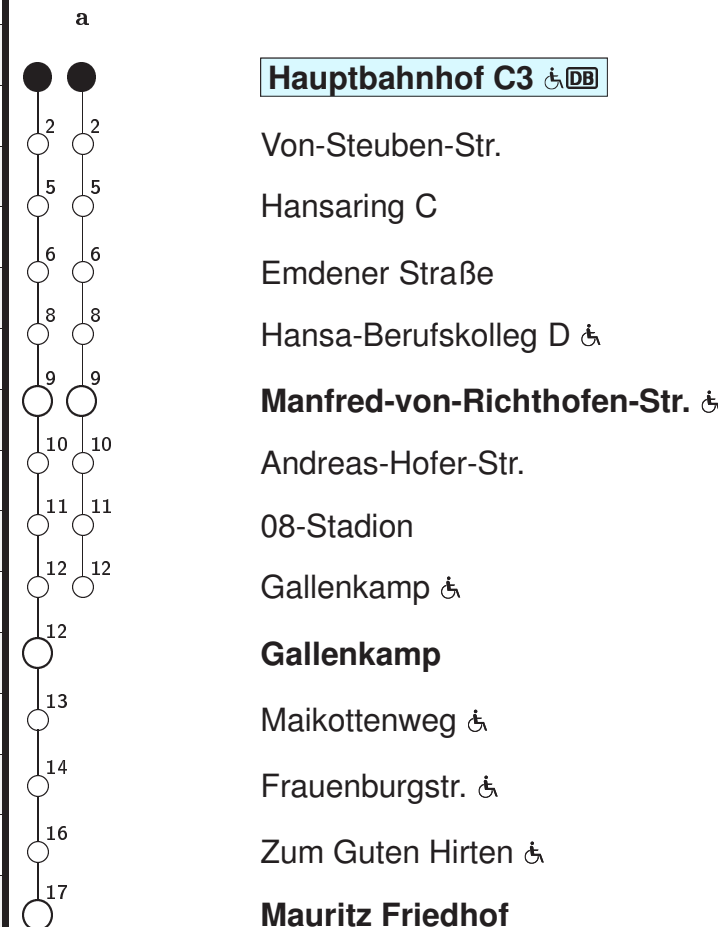 a
Hauptbahnhof C3 DB
2 2 Von-Steuben-Str.
5 5 Hansaring C
6 6 Emdener Straße
8 8 Hansa-Berufskolleg D
9 9 Manfred-von-Richthofen-Str.
10 10 Andreas-Hofer-Str.
11 11 08-Stadion
12 12 Gallenkamp
12 Gallenkamp
13 Maikottenweg
14 Frauenburgstr.
16 Zum Guten Hirten
17 Mauritz Friedhof